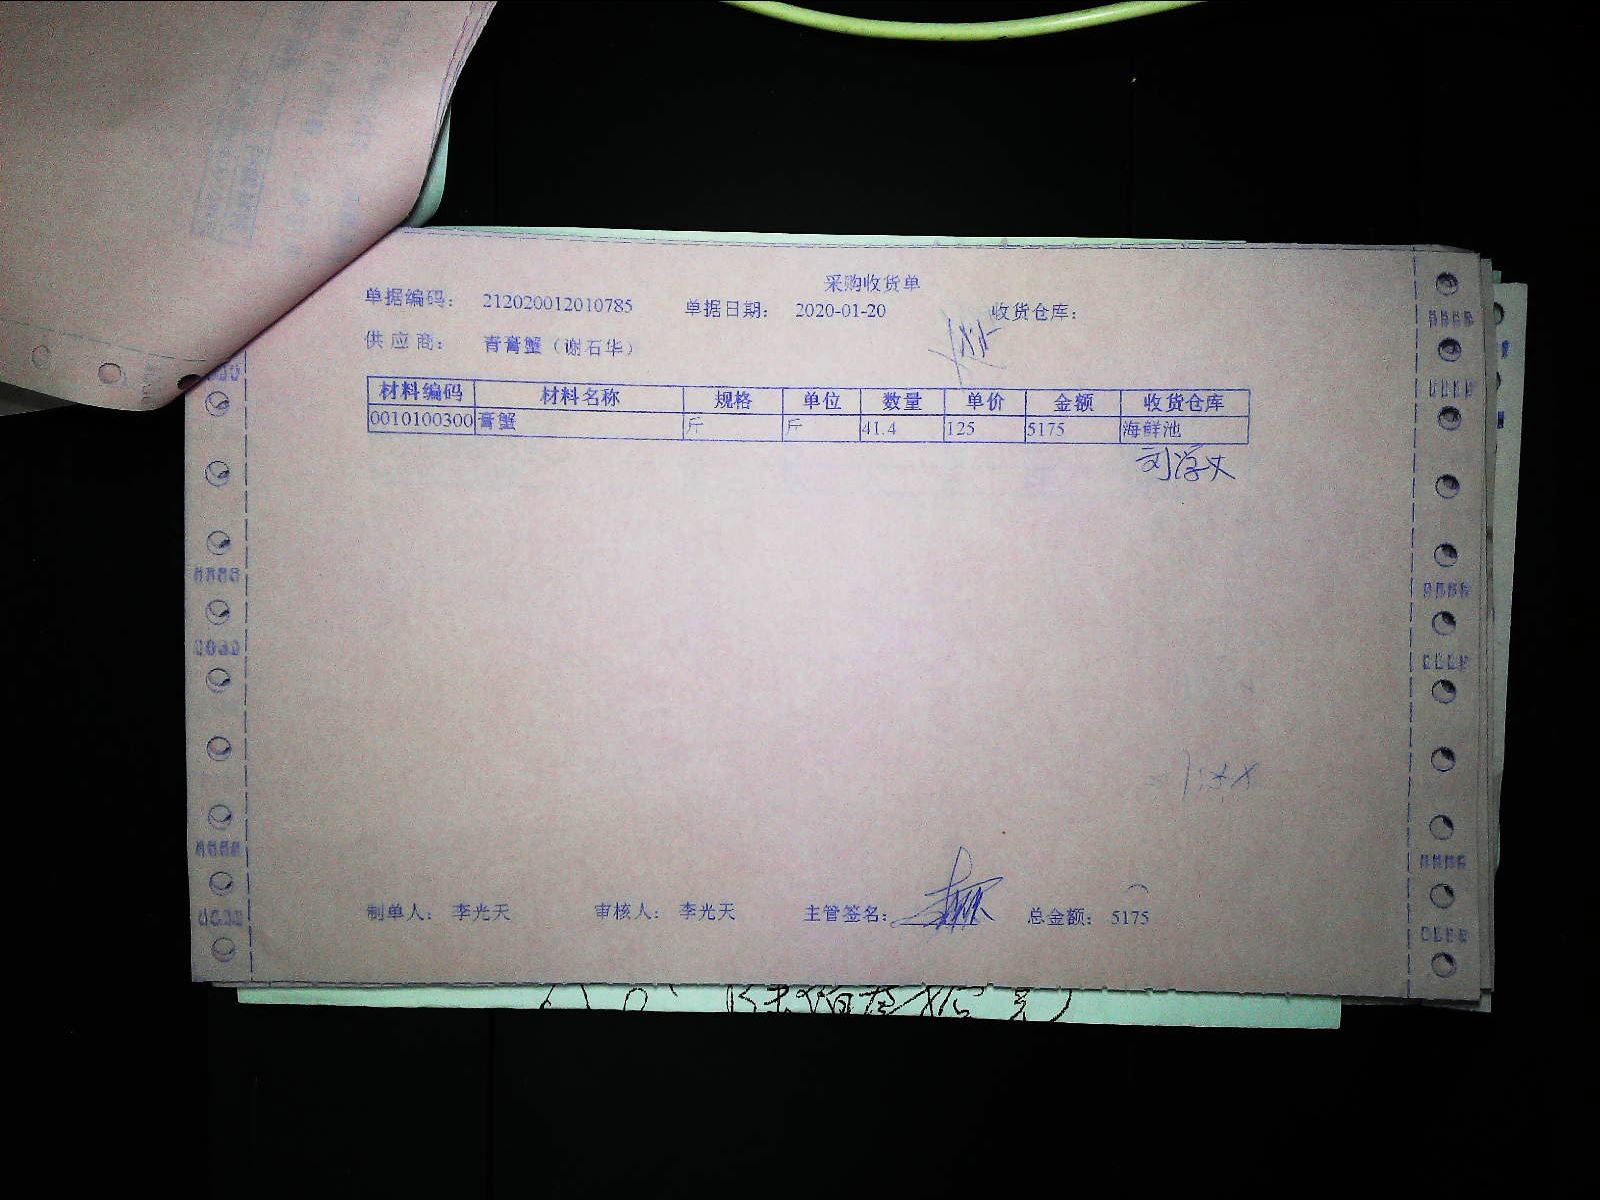 采购收货单
单据编码： 212020012010785 单据日期： 2020-01-20 收货仓库：
供应商： 青膏蟹（谢石华）
材料编码 材料名称 规格 单位 数量 单价 金额 收货仓库
0010100300 膏蟹 斤 斤 41.4 125 5175 海鲜池
制单人： 李光天 审核人： 李光天 主管签名： 总金额： 5175